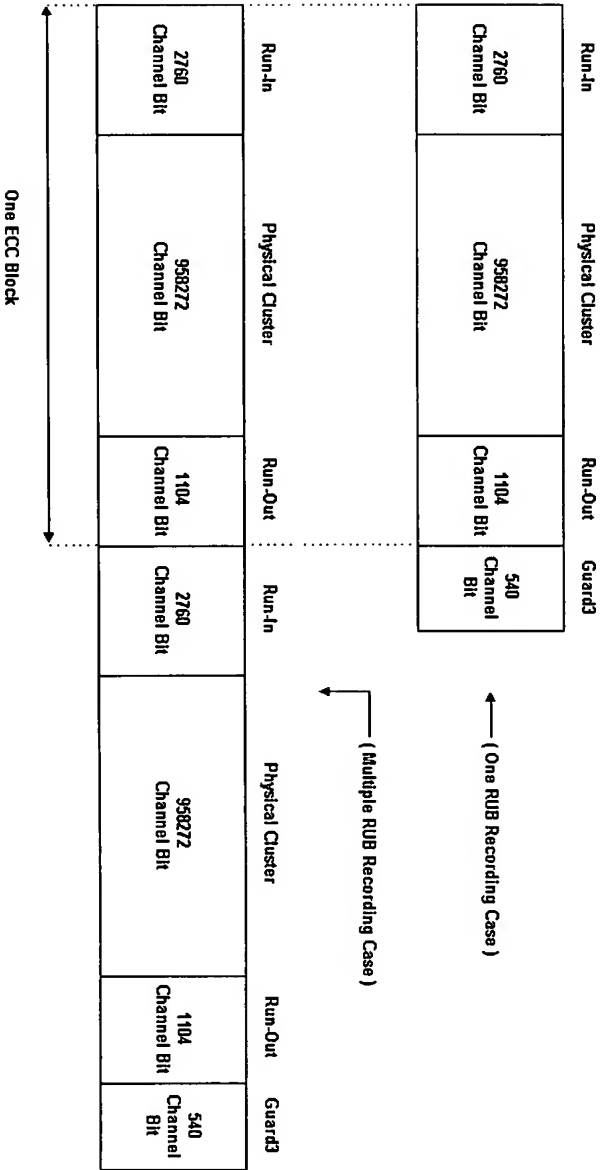 Run-In
Physical Cluster
Run-Out
Guard3
2760
Channel Bit
958272
Channel Bit
1104
Channel Bit
540
Channel
Bit
( One RUB Recording Case )
( Multiple RUB Recording Case )
Run-In
Physical Cluster
Run-Out
Run-In
Physical Cluster
Run-Out
Guard3
2760
Channel Bit
958272
Channel Bit
1104
Channel Bit
2760
Channel Bit
958272
Channel Bit
1104
Channel Bit
540
Channel
Bit
One ECC Block